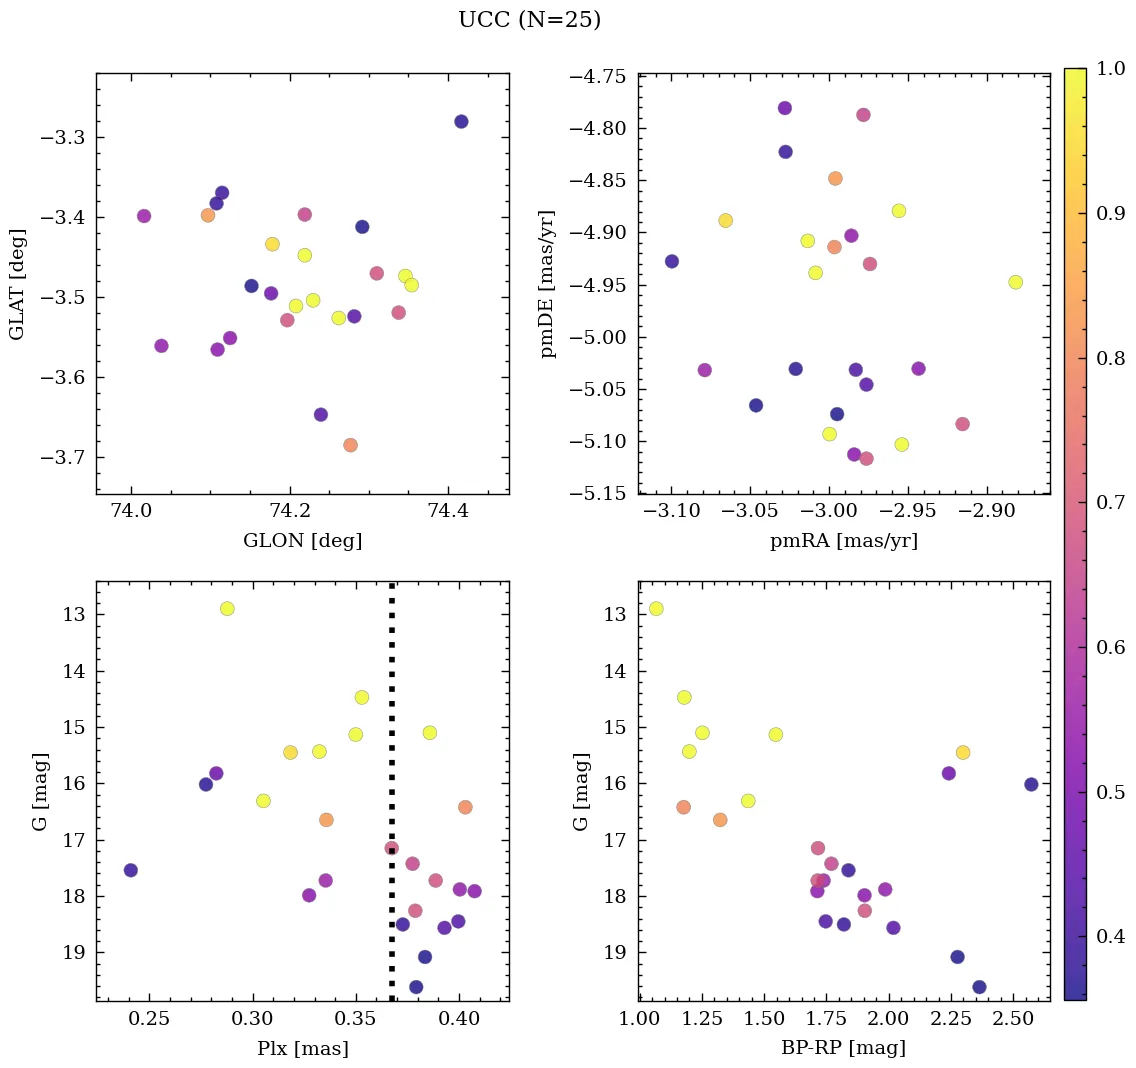 UCC (N=25)
−3.3
−3.4
−3.5
−3.6
−3.7
GLAT [deg]
74.0 74.2 74.4
GLON [deg]
−4.75
−4.80
−4.85
−4.90
−4.95
−5.00
−5.05
−5.10
−5.15
pmDE [mas/yr]
−3.10 −3.05 −3.00 −2.95 −2.90
pmRA [mas/yr]
13
14
15
16
17
18
19
G [mag]
0.25 0.30 0.35 0.40
Plx [mas]
13
14
15
16
17
18
19
G [mag]
1.00 1.25 1.50 1.75 2.00 2.25 2.50
BP-RP [mag]
1.0
0.9
0.8
0.7
0.6
0.5
0.4